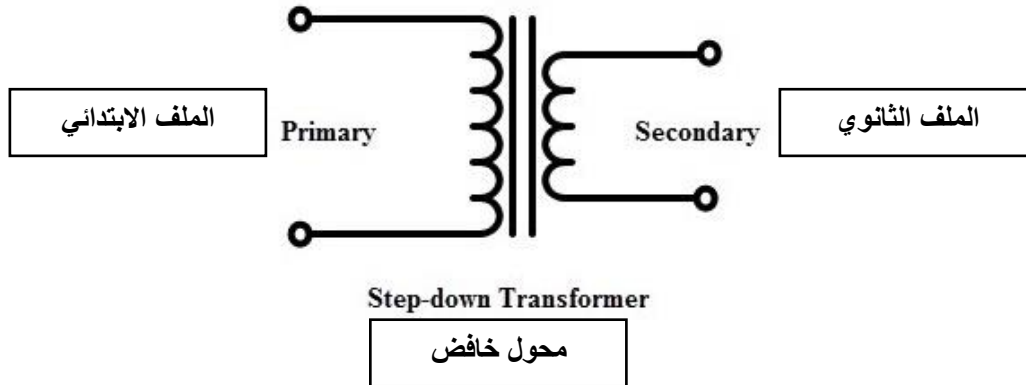 الملف الابتدائي
Primary
Secondary
الملف الثانوي
Step-down Transformer
محول خافض